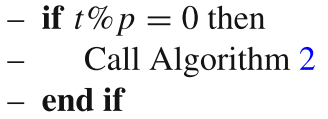 – if t%p = 0 then
– Call Algorithm 2
– end if